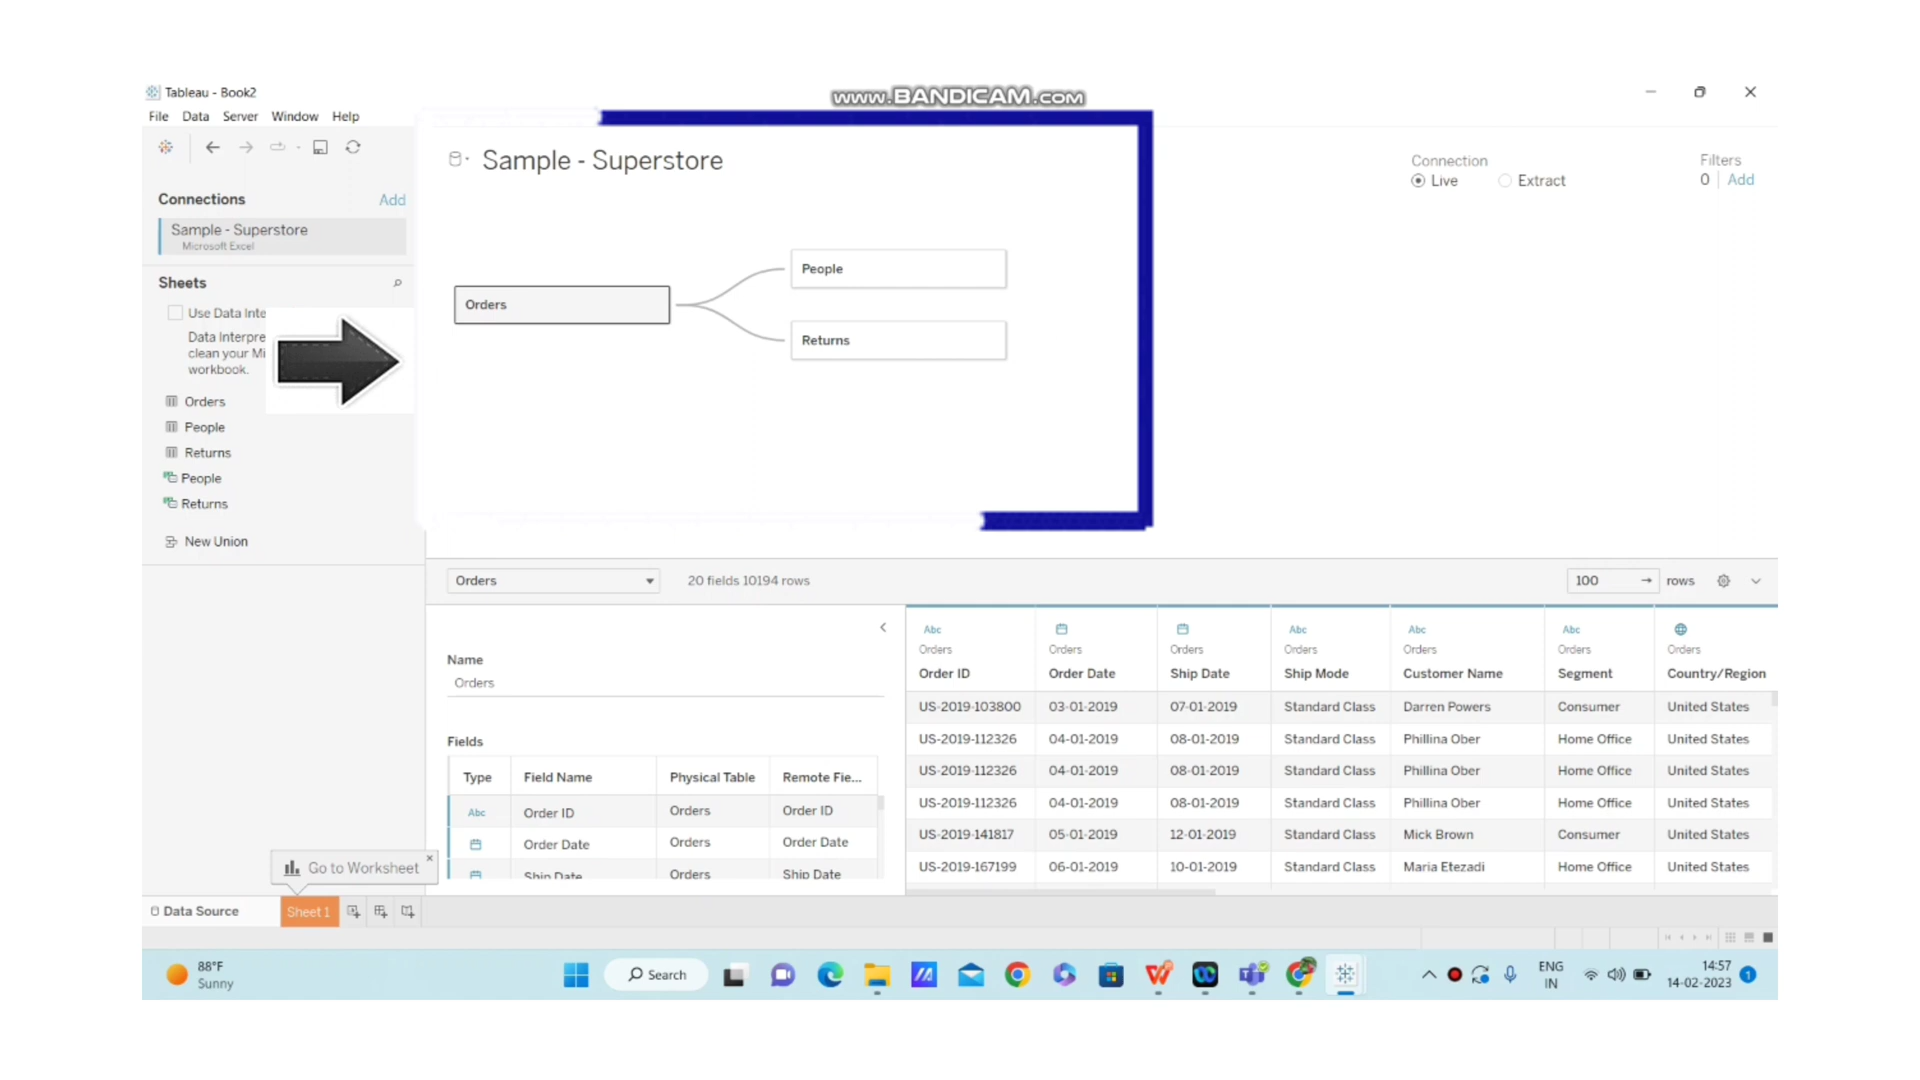 www.BANDICAM.com
Tableau - Book2
File Data Server Window Help
Connections Add
Sample - Superstore
Microsoft Excel
Sheets
Use Data Inte
Data Interpre
clean your Mi
workbook.
Orders
People
Returns
People
Returns
New Union
Sample - Superstore
Orders
People
Returns
Connection
Live Extract
Filters
0 Add
Orders
20 fields 10194 rows
100 → rows
Name
Orders
Fields
Type Field Name Physical Table Remote Fie...
Abc Order ID Orders Order ID
Order Date Orders Order Date
Ship Date Orders Ship Date
Abc Abc Abc Abc
Orders Orders Orders Orders Orders Orders Orders
Order ID Order Date Ship Date Ship Mode Customer Name Segment Country/Region
US-2019-103800 03-01-2019 07-01-2019 Standard Class Darren Powers Consumer United States
US-2019-112326 04-01-2019 08-01-2019 Standard Class Phillina Ober Home Office United States
US-2019-112326 04-01-2019 08-01-2019 Standard Class Phillina Ober Home Office United States
US-2019-112326 04-01-2019 08-01-2019 Standard Class Phillina Ober Home Office United States
US-2019-141817 05-01-2019 12-01-2019 Standard Class Mick Brown Consumer United States
US-2019-167199 06-01-2019 10-01-2019 Standard Class Maria Etezadi Home Office United States
Go to Worksheet
Data Source Sheet 1
88°F
Sunny
Search
ENG
IN
14:57
14-02-2023
1